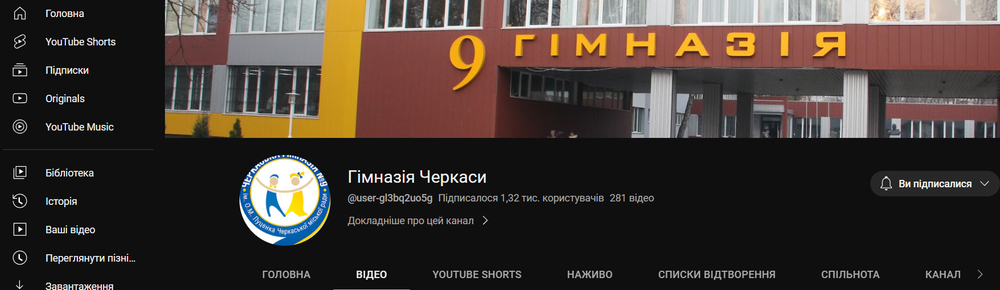 Головна
YouTube Shorts
Підписки
Originals
YouTube Music
Бібліотека
Історія
Ваші відео
Переглянути пізні...
Завантаження
9 ГІМНАЗІЯ
ЧЕРКАСЬКА ГІМНАЗІЯ №9
ім. О.М. Луценка Черкаської міської ради
Гімназія Черкаси
@user-gl3bq2uo5g Підписалося 1,32 тис. користувачів 281 відео
Докладніше про цей канал
Ви підписалися
ГОЛОВНА ВІДЕО YOUTUBE SHORTS НАЖИВО СПИСКИ ВІДТВОРЕННЯ СПІЛЬНОТА КАНАЛ